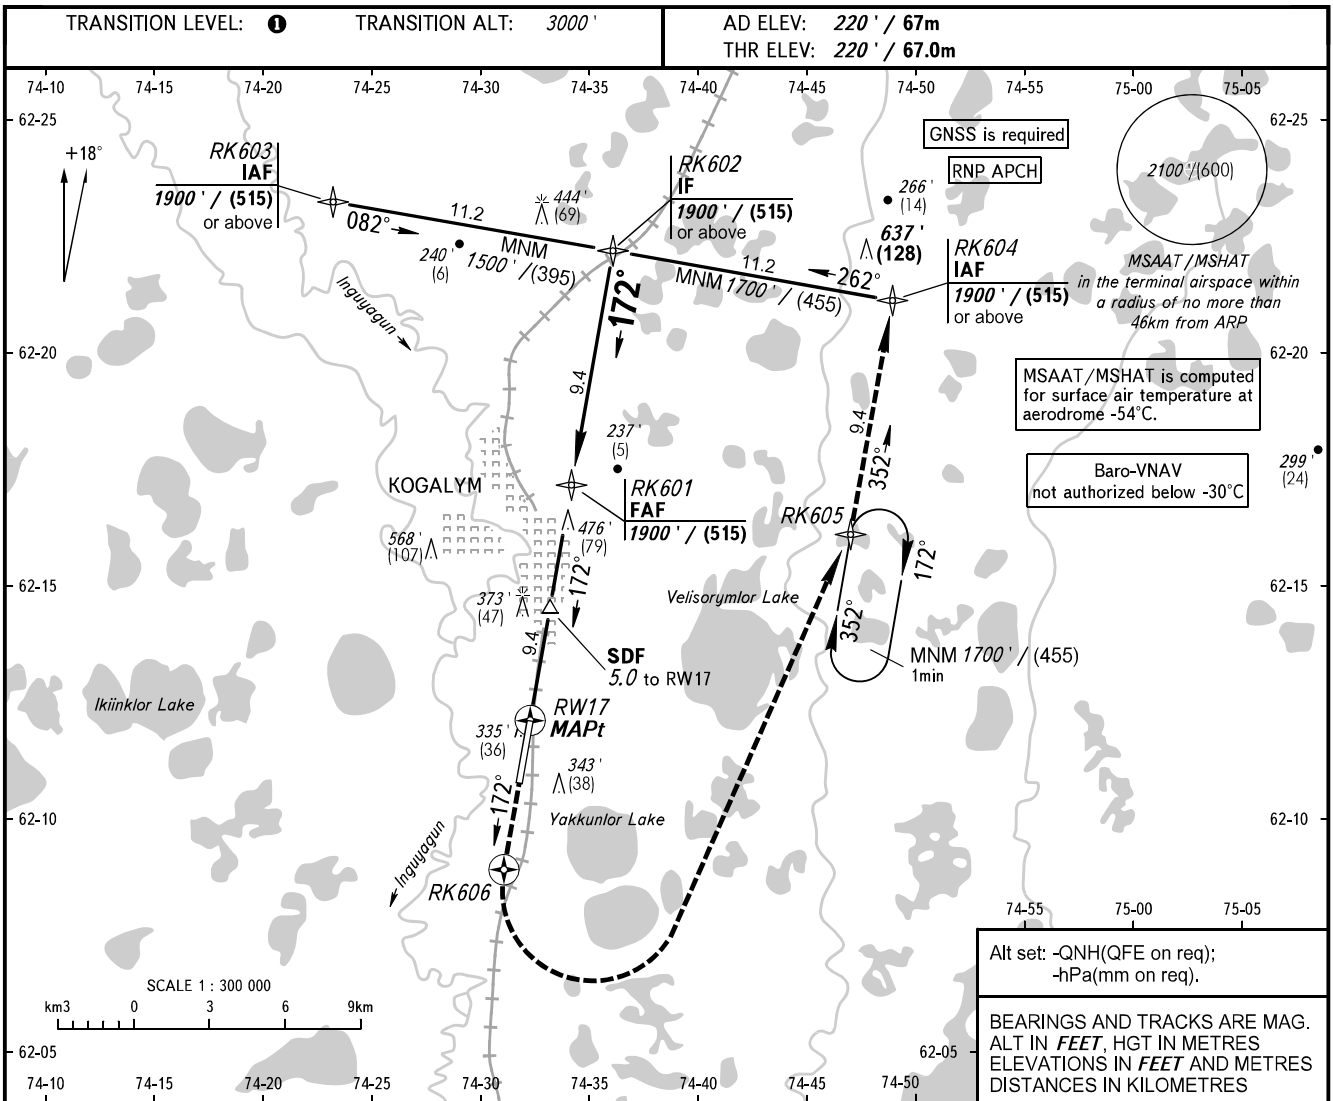 TRANSITION LEVEL: ❶ TRANSITION ALT: 3000'
AD ELEV: 220' / 67m
THR ELEV: 220' / 67.0m
74-10 74-15 74-20 74-25 74-30 74-35 74-40 74-45 74-50 74-55 75-00 75-05
62-25
62-25
+18°
RK603
IAF
1900' / (515)
or above
082°
11.2
MNM
1500' /(395)
444'
(69)
240'
(6)
RK602
IF
1900' / (515)
or above
GNSS is required
RNP APCH
266'
(14)
637'
(128)
11.2
262°
MNM 1700' / (455)
RK604
IAF
1900' / (515)
or above
2100'/(600)
MSAAT/MSHAT
in the terminal airspace within
a radius of no more than
46km from ARP
Inguyagun
172°
9.4
62-20
62-20
MSAAT/MSHAT is computed
for surface air temperature at
aerodrome -54°C.
Baro-VNAV
not authorized below -30°C
299'
(24)
237'
(5)
KOGALYM
RK601
FAF
1900' / (515)
568'
(107)
476'
(79)
172°
9.4
352°
RK605
172°
352°
MNM 1700' / (455)
1min
62-15
62-15
Velisorymlor Lake
373'
(47)
9.4
SDF
5.0 to RW17
Ikiinklor Lake
RW17
MAPt
335'
(36)
343'
(38)
172°
Yakkunlor Lake
62-10
62-10
Inguyagun
RK606
74-55 75-00 75-05
SCALE 1 : 300 000
km3 0 3 6 9km
Alt set: -QNH(QFE on req);
-hPa(mm on req).
BEARINGS AND TRACKS ARE MAG.
ALT IN FEET, HGT IN METRES
ELEVATIONS IN FEET AND METRES
DISTANCES IN KILOMETRES
62-05
62-05
74-10 74-15 74-20 74-25 74-30 74-35 74-40 74-45 74-50